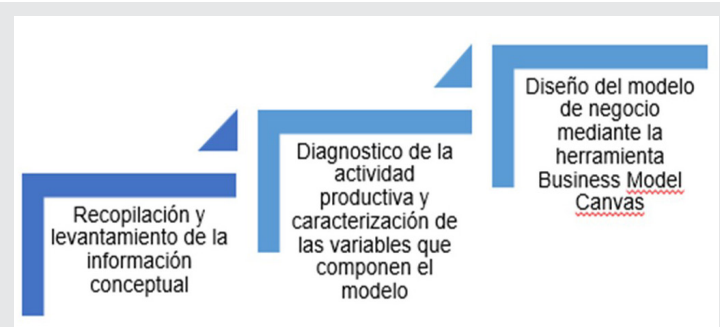 Recopilación y
levantamiento de la
información
conceptual
Diagnostico de la
actividad
productiva y
caracterización de
las variables que
componen el
modelo
Diseño del modelo
de negocio
mediante la
herramienta
Business Model
Canvas